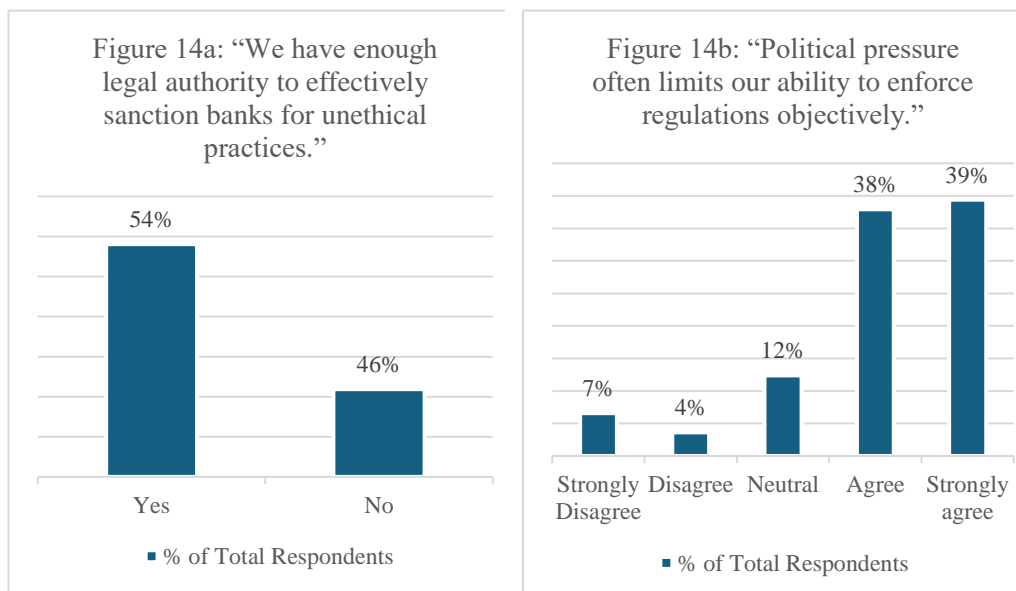 Figure 14a: “We have enough
legal authority to effectively
sanction banks for unethical
practices.”
54%
46%
Yes
No
% of Total Respondents
Figure 14b: “Political pressure
often limits our ability to enforce
regulations objectively.”
7%
4%
12%
38%
39%
Strongly Disagree
Disagree
Neutral
Agree
Strongly agree
% of Total Respondents